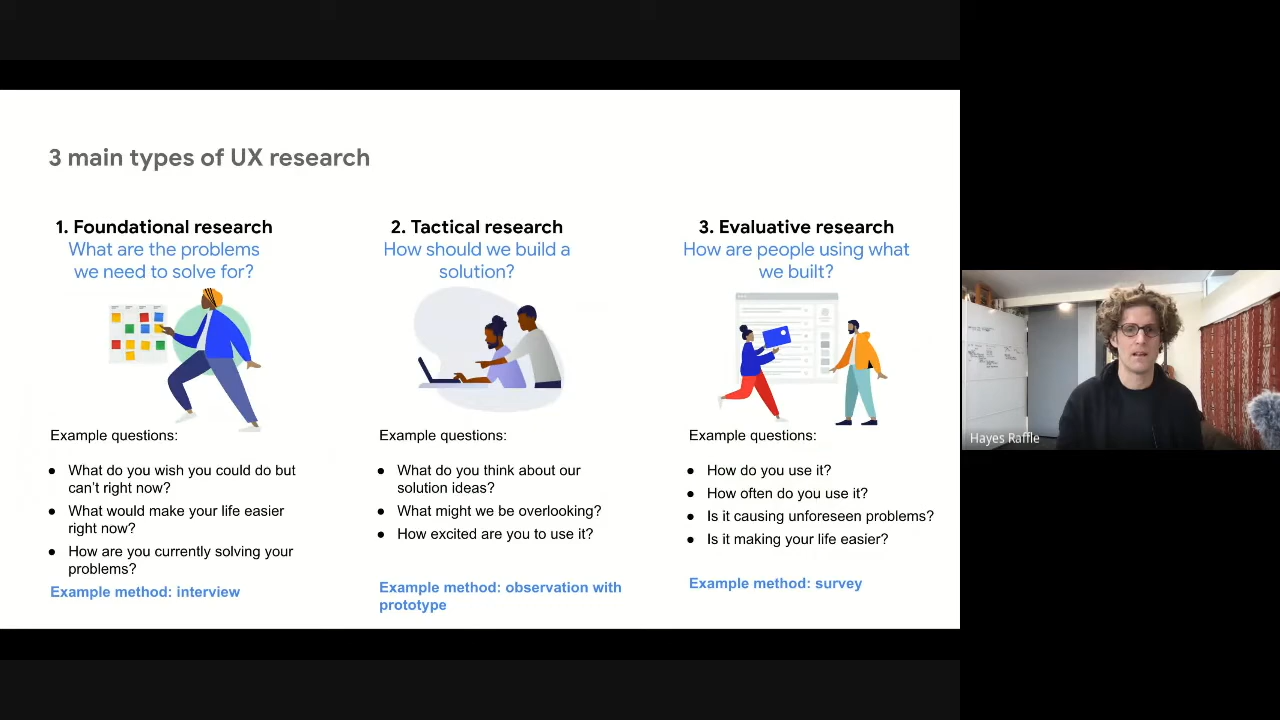 3 main types of UX research
1. Foundational research
What are the problems
we need to solve for?
Example questions:
● What do you wish you could do but
can’t right now?
● What would make your life easier
right now?
● How are you currently solving your
problems?
Example method: interview
2. Tactical research
How should we build a
solution?
Example questions:
● What do you think about our
solution ideas?
● What might we be overlooking?
● How excited are you to use it?
Example method: observation with
prototype
3. Evaluative research
How are people using what
we built?
Example questions:
● How do you use it?
● How often do you use it?
● Is it causing unforeseen problems?
● Is it making your life easier?
Example method: survey
Hayes Raffle